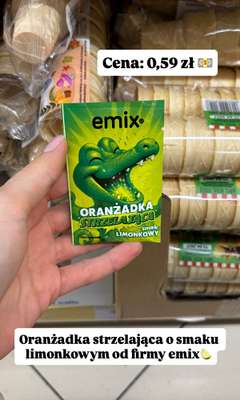 Cena: 0,59 zł 💵
emix
ORANŻADKA
STRZELAJĄCA
smak
LIMONKOWY
Oranżadka strzelająca o smaku
limonkowym od firmy emix🍋